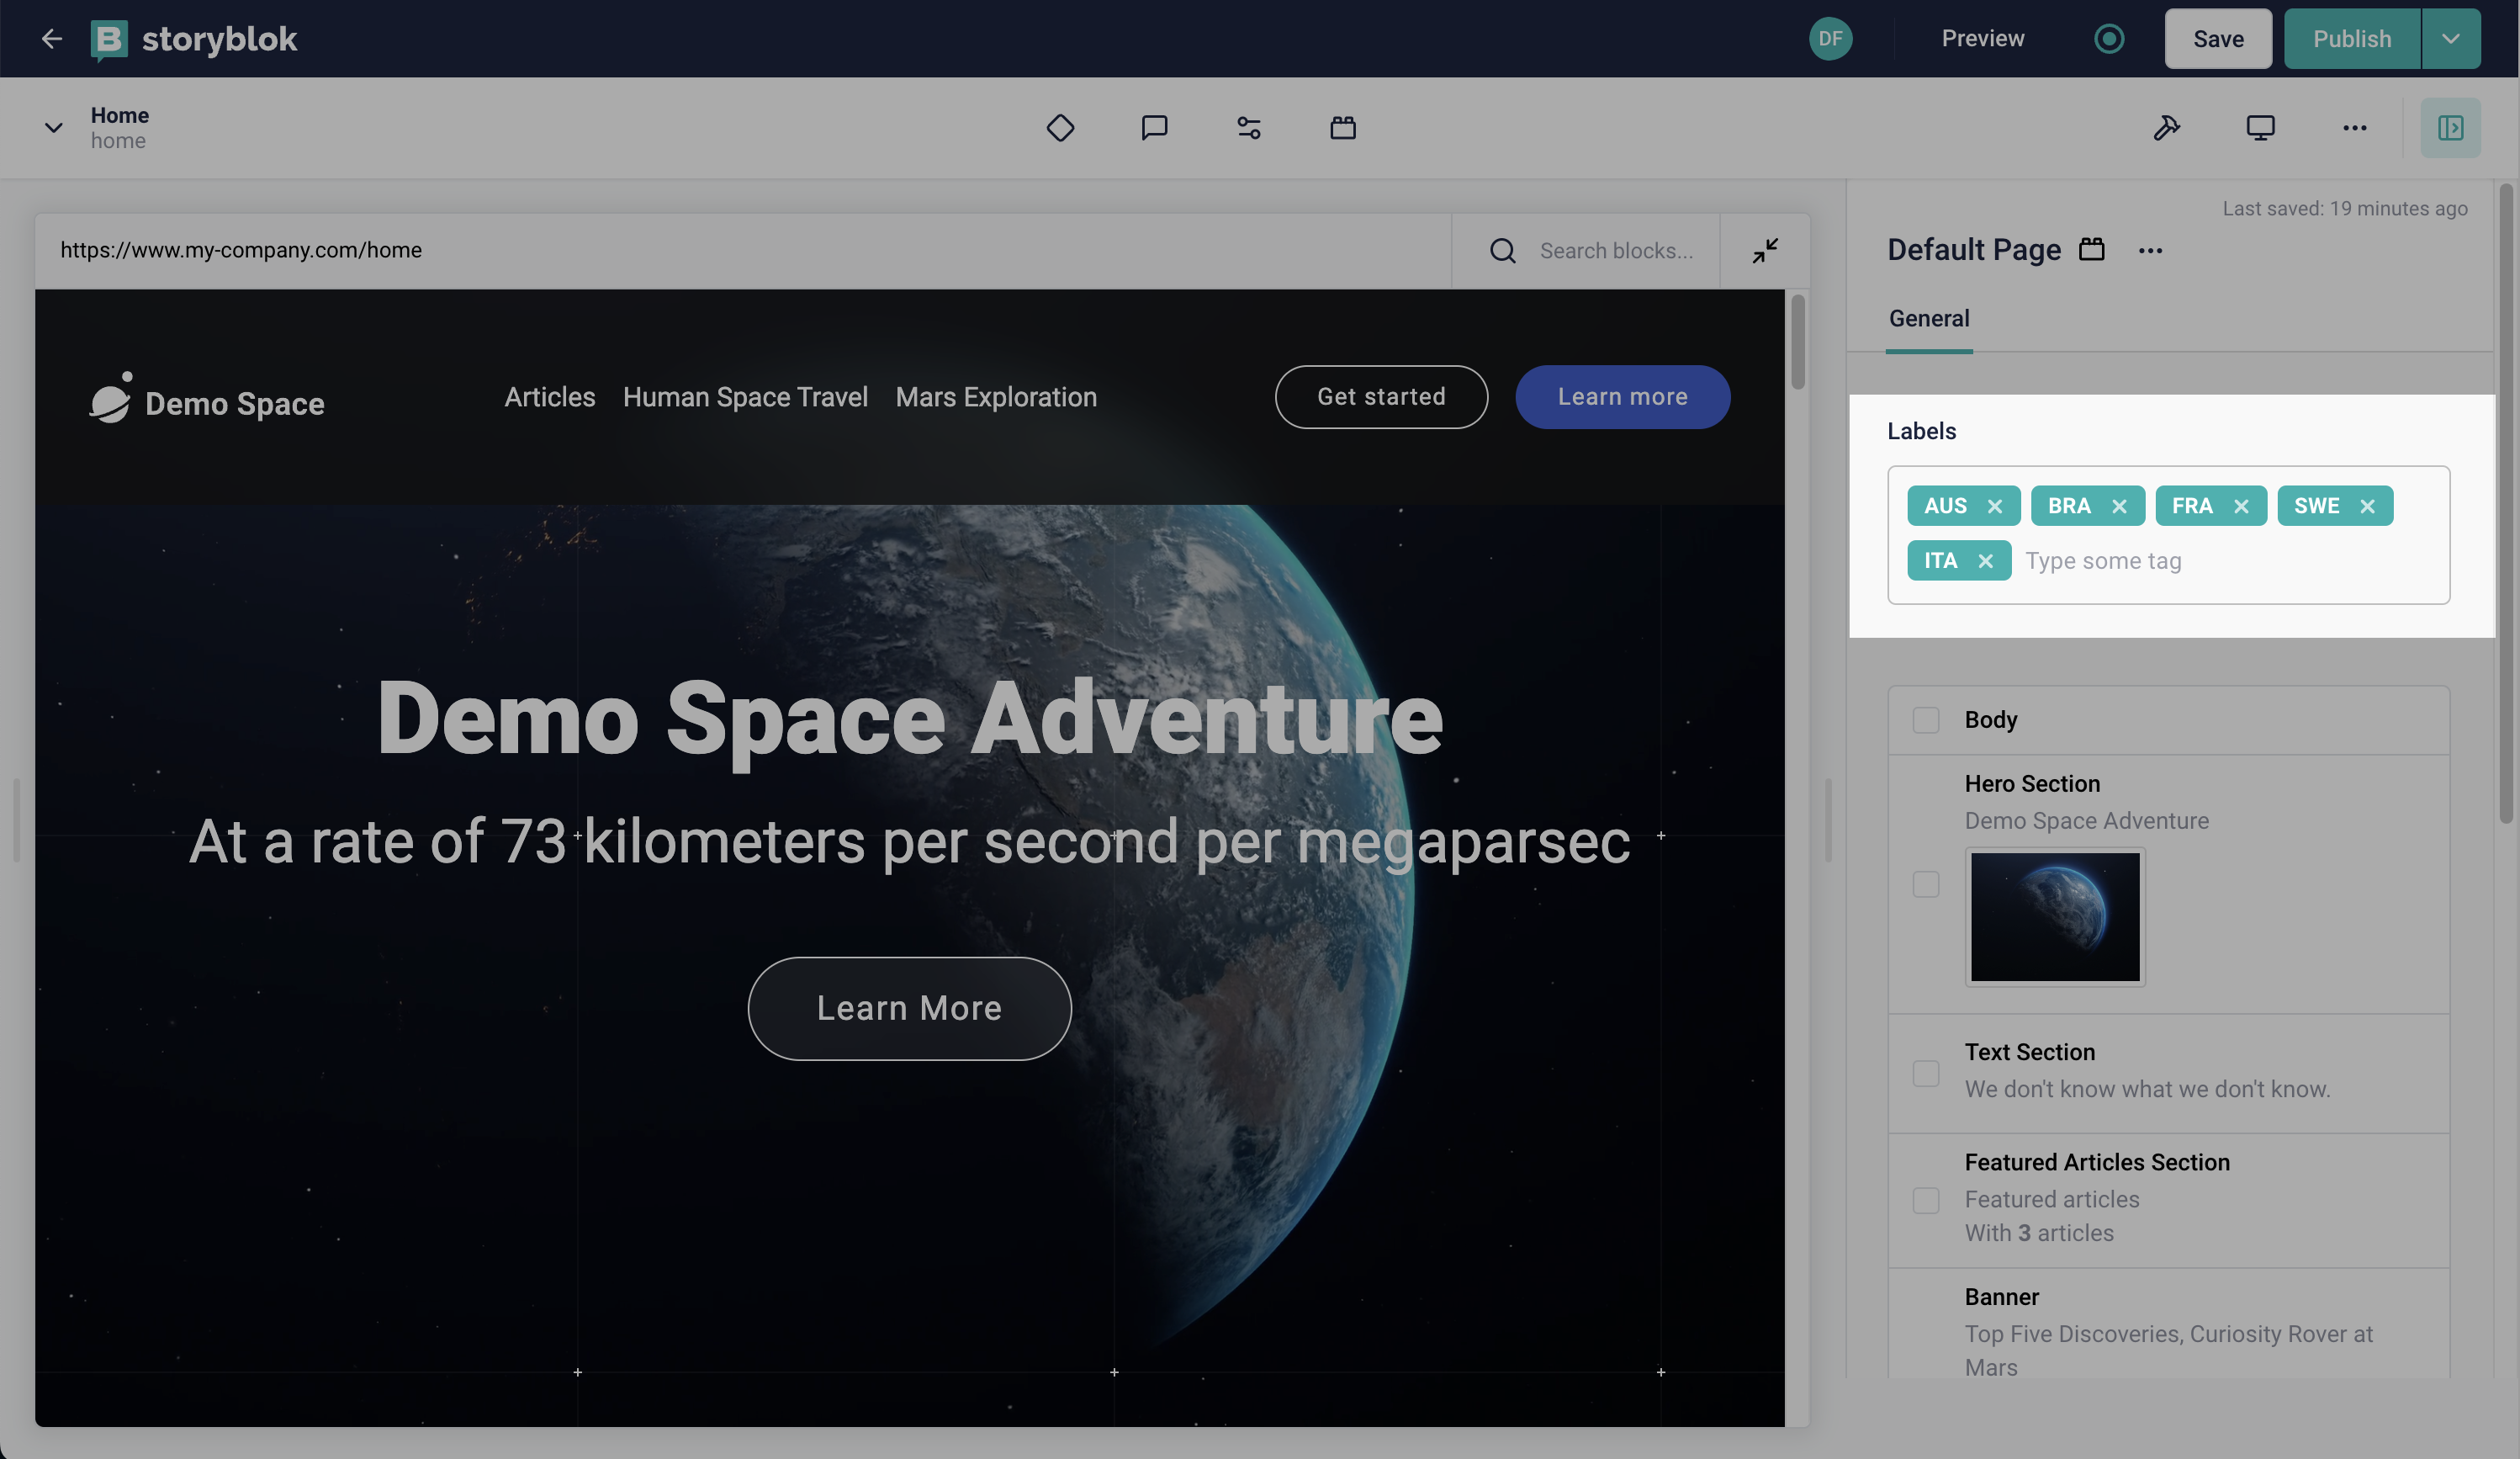 storyblok
DF
Preview
Save
Publish
Home
home
https://www.my-company.com/home
Search blocks...
Demo Space
Articles
Human Space Travel
Mars Exploration
Get started
Learn more
Demo Space Adventure
At a rate of 73 kilometers per second per megaparsec
Learn More
Last saved: 19 minutes ago
Default Page
General
Labels
AUS
BRA
FRA
SWE
ITA
Type some tag
Body
Hero Section
Demo Space Adventure
Text Section
We don't know what we don't know.
Featured Articles Section
Featured articles
With 3 articles
Banner
Top Five Discoveries, Curiosity Rover at
Mars